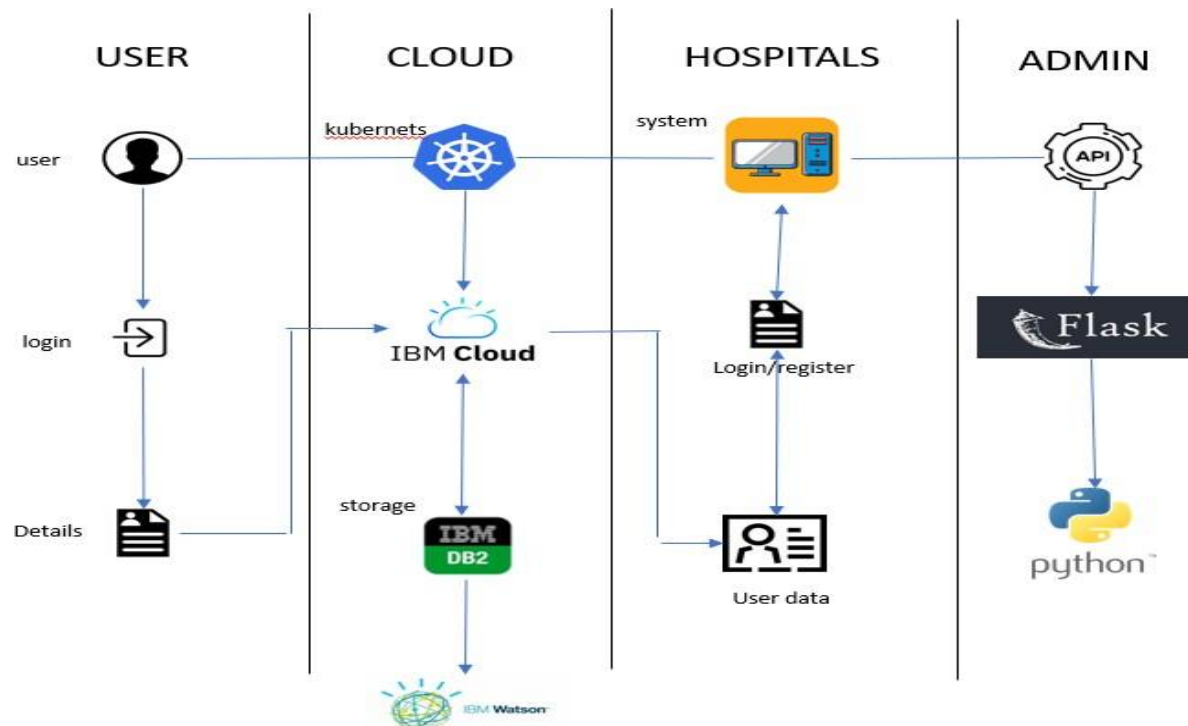 USER
CLOUD
HOSPITALS
ADMIN
kubernets
system
user
API
login
IBM Cloud
Login/register
Flask
storage
Details
IBM
DB2
User data
python™
IBM Watson